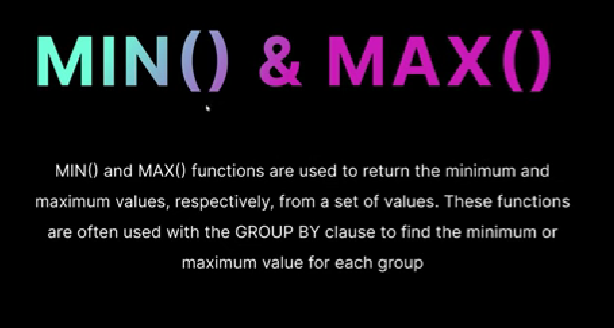 MIN() & MAX()
MIN() and MAX() functions are used to return the minimum and
maximum values, respectively, from a set of values. These functions
are often used with the GROUP BY clause to find the minimum or
maximum value for each group